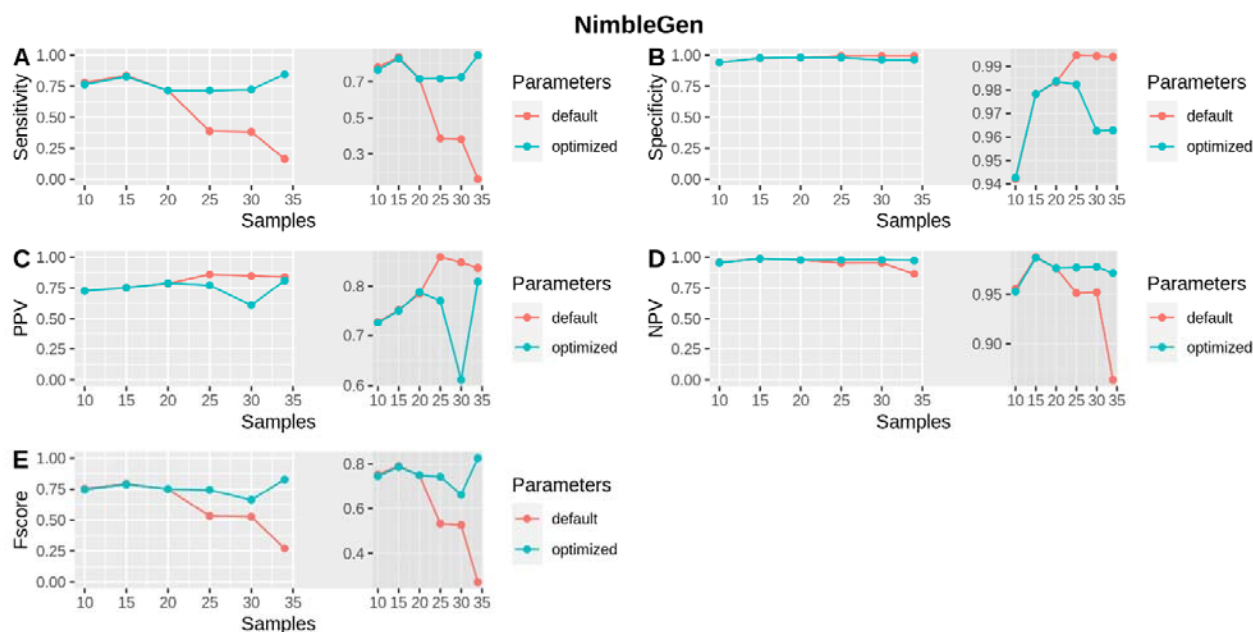 NimbleGen
A
Sensitivity
1.00
0.75
0.50
0.25
0.00
10 15 20 25 30 35
Samples
0.7
0.5
0.3
10 15 20 25 30 35
Parameters
default
optimized
B
Specificity
1.00
0.75
0.50
0.25
0.00
10 15 20 25 30 35
Samples
0.99
0.98
0.97
0.96
0.95
0.94
10 15 20 25 30 35
Parameters
default
optimized
C
PPV
1.00
0.75
0.50
0.25
0.00
10 15 20 25 30 35
Samples
0.8
0.7
0.6
10 15 20 25 30 35
Parameters
default
optimized
D
NPV
1.00
0.75
0.50
0.25
0.00
10 15 20 25 30 35
Samples
0.95
0.90
10 15 20 25 30 35
Parameters
default
optimized
E
Fscore
1.00
0.75
0.50
0.25
0.00
10 15 20 25 30 35
Samples
0.8
0.6
0.4
10 15 20 25 30 35
Parameters
default
optimized